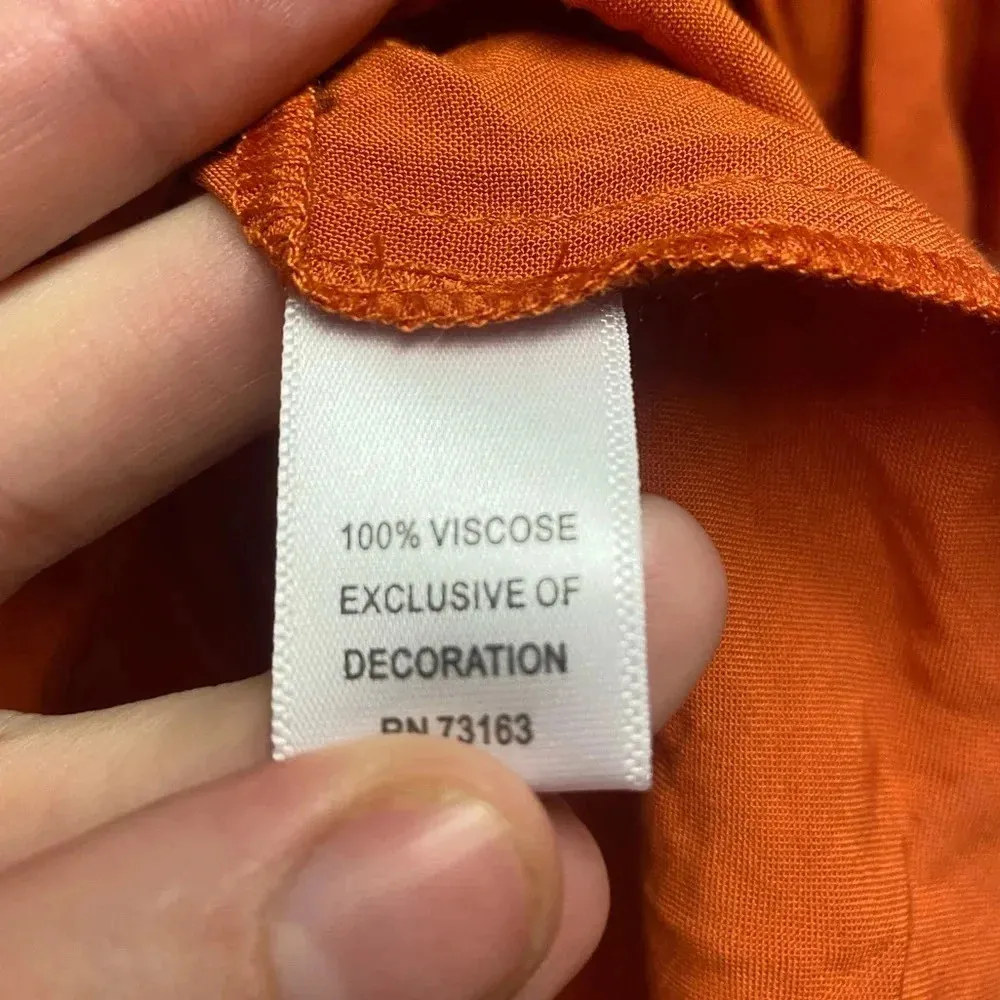 100% VISCOSE
EXCLUSIVE OF
DECORATION
RN 73163